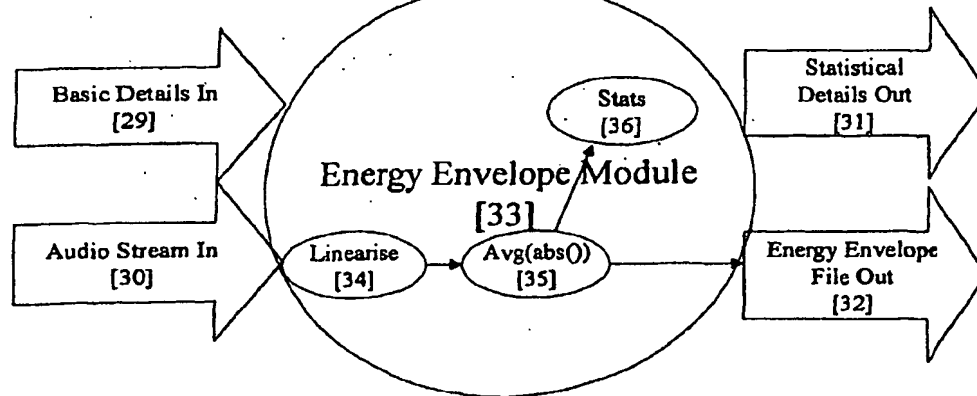 Basic Details In
[29]
Audio Stream In
[30]
Stats
[36]
Energy Envelope Module
[33]
Linearise
[34]
Avg(abs())
[35]
Statistical
Details Out
[31]
Energy Envelope
File Out
[32]